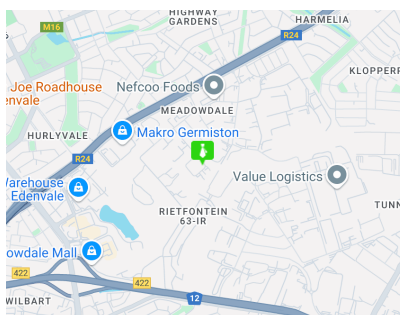 HIGHWAY
GARDENS
HARMELIA
M16
R24
Joe Roadhouse
envale
Nefcoo Foods
KLOPPERP
MEADOWDALE
HURLYVALE
Makro Germiston
R24
Warehouse
Edenvale
Value Logistics
TUNN
RIETFONTEIN
63-IR
owdale Mall
422
422
12
WILBART